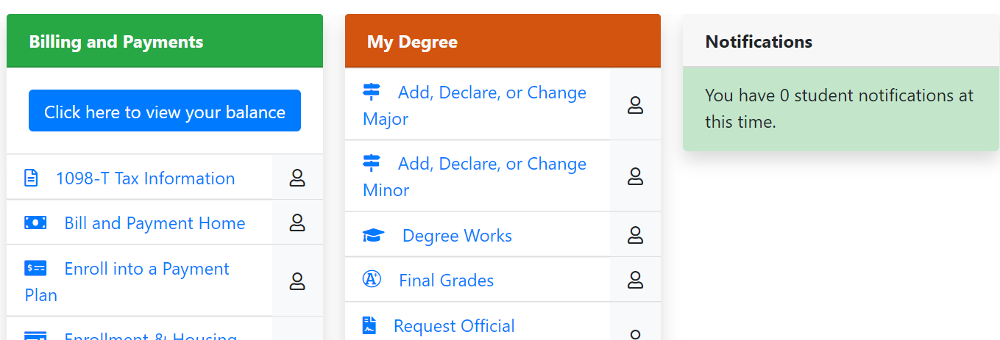 Billing and Payments
Click here to view your balance
1098-T Tax Information
Bill and Payment Home
Enroll into a Payment
Plan
Enrollment & Housing
My Degree
Add, Declare, or Change
Major
Add, Declare, or Change
Minor
Degree Works
Final Grades
Request Official
Notifications
You have 0 student notifications at
this time.